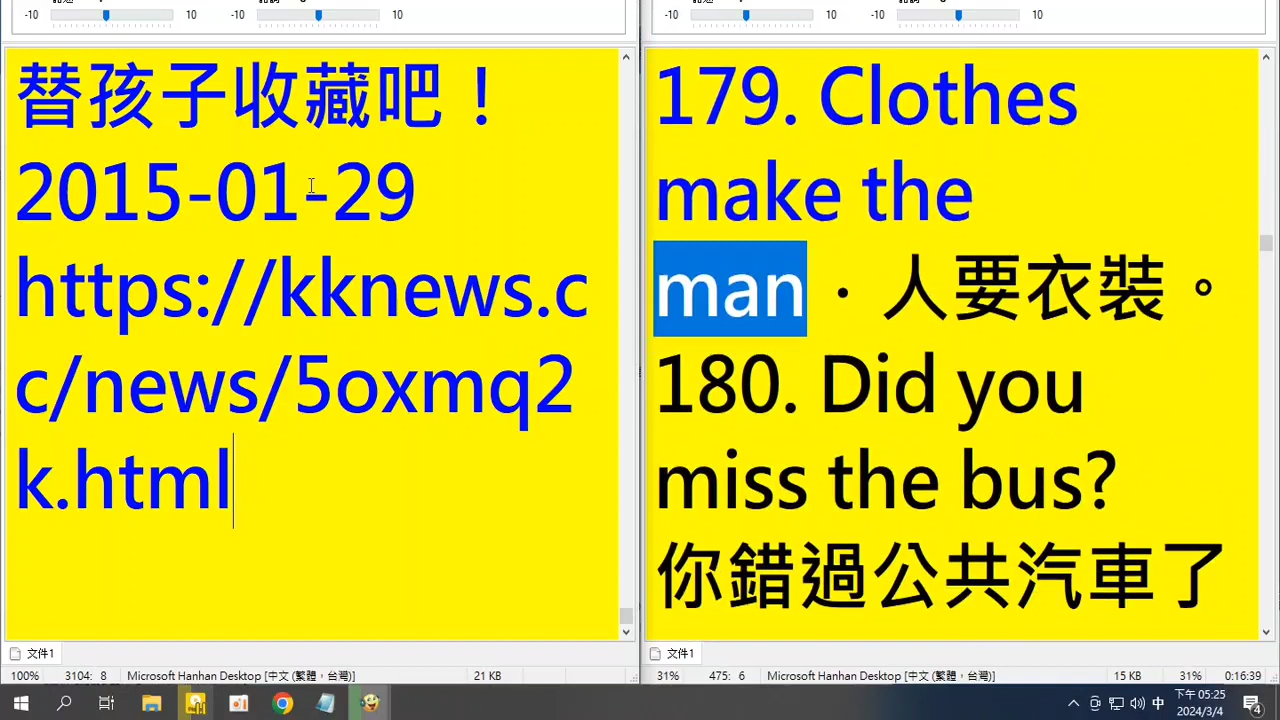 -10 10 -10 10
替孩子收藏吧！
2015-01-29
https://kknews.c
c/news/5oxmq2
k.html
文件1
100% 3104: 8 Microsoft Hanhan Desktop [中文 (繁體，台灣)] 21 KB
-10 10 -10 10
179. Clothes
make the
man．人要衣裝。
180. Did you
miss the bus?
你錯過公共汽車了
文件1
31% 475: 6 Microsoft Hanhan Desktop [中文 (繁體，台灣)] 31% 15 KB 0:16:39
中 下午 05:25
2024/3/4
4